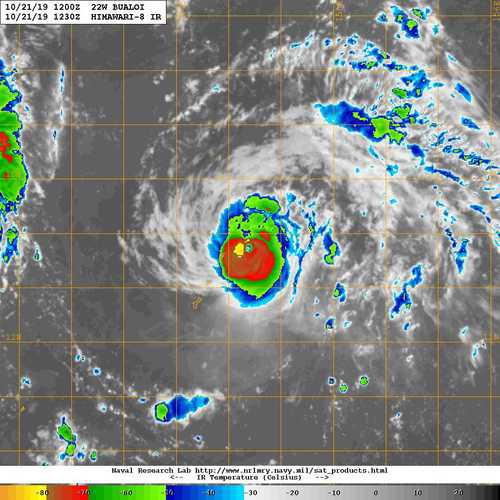 10/21/19 1200Z 22W BUALOI
10/21/19 1230Z HIMAWARI-8 IR
Naval Research Lab http://www.nrlmry.navy.mil/sat_products.html
<-- IR Temperature (Celsius) -->
-80 -70 -60 -50 -40 -30 -20 -10 0 10 20